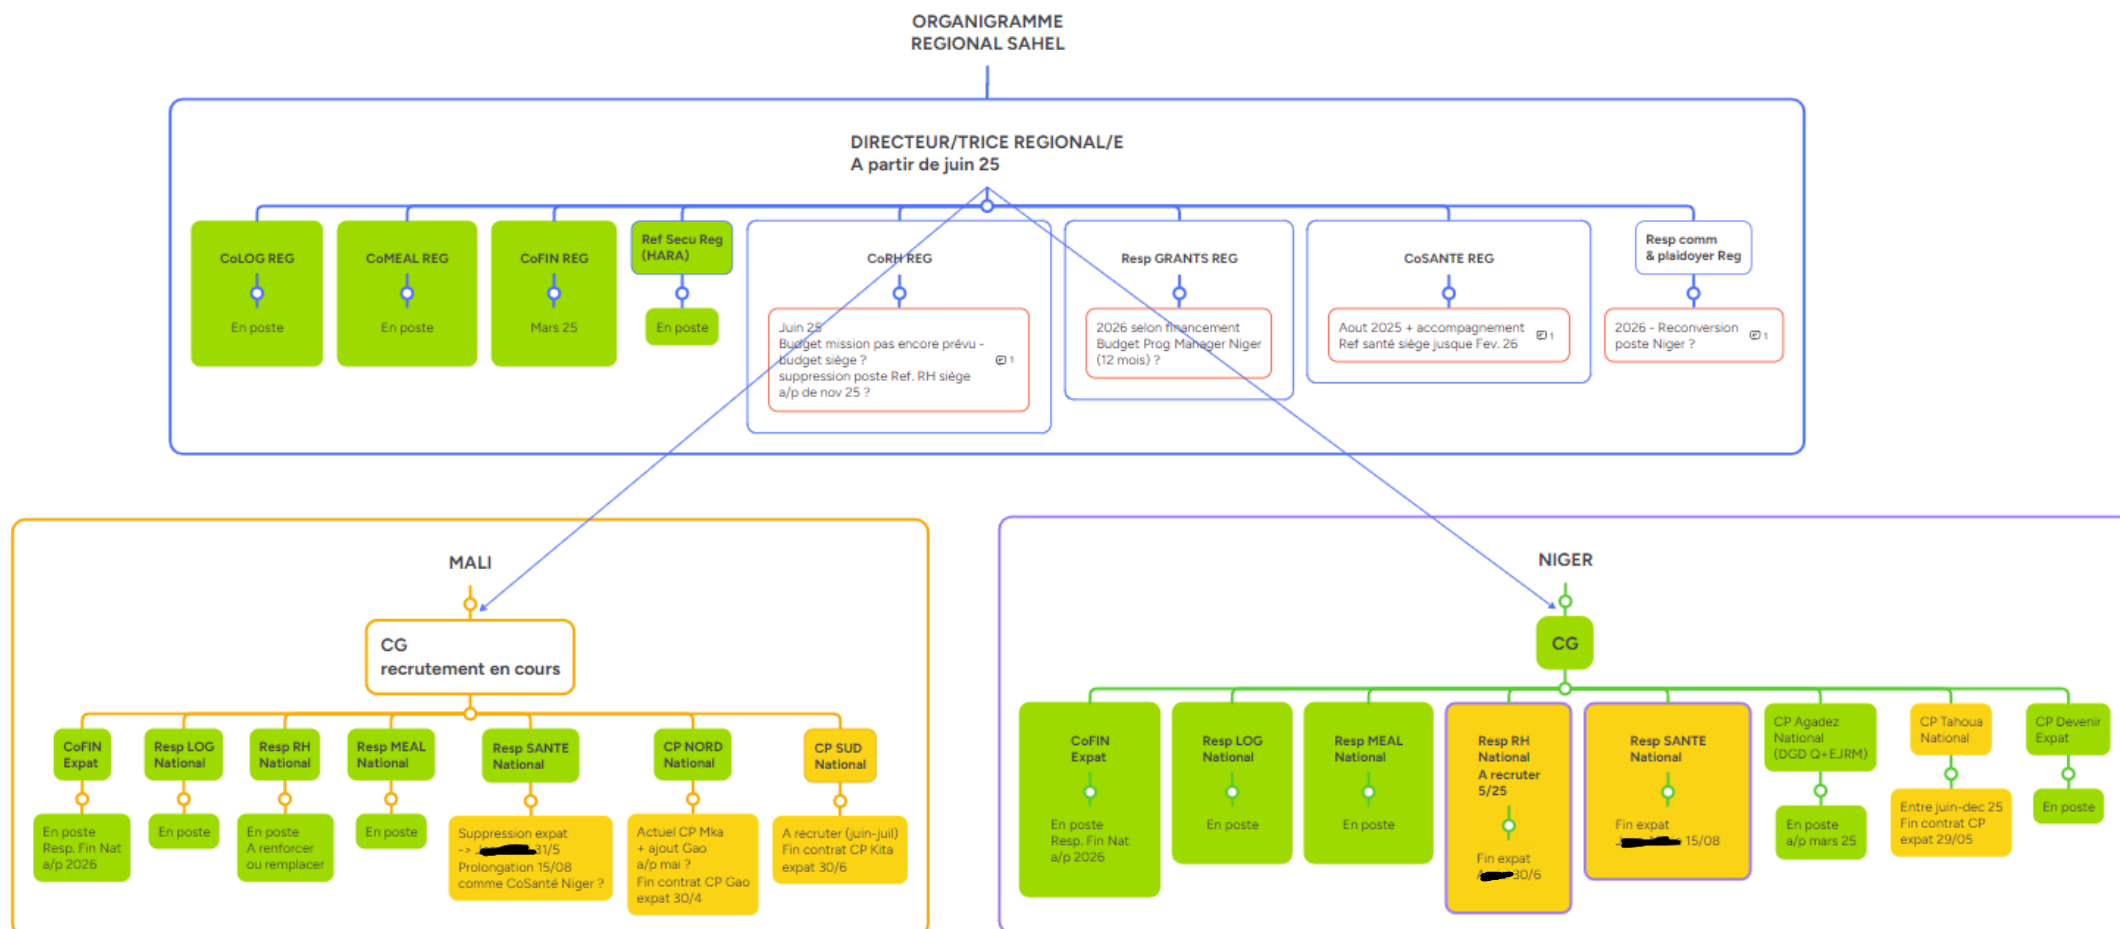 ORGANIGRAMME
REGIONAL SAHEL
DIRECTEUR/TRICE REGIONAL/E
A partir de juin 25
CoLOG REG
En poste
CoMEAL REG
En poste
CoFIN REG
Mars 25
Ref Secu Reg
(HARA)
En poste
CoRH REG
Juin 25
Budget mission pas encore prévu -
budget siège ?
suppression poste Ref. RH siège
a/p de nov 25 ?
1
Resp GRANTS REG
2026 selon financement
Budget Prog Manager Niger
(12 mois) ?
CoSANTE REG
Aout 2025 + accompagnement
Ref santé siège jusque Fev. 26
1
Resp comm
& plaidoyer Reg
2026 - Reconversion
poste Niger ?
1
MALI
CG
recrutement en cours
CoFIN
Expat
En poste
Resp. Fin Nat
a/p 2026
Resp LOG
National
En poste
Resp RH
National
En poste
A renforcer
ou remplacer
Resp MEAL
National
En poste
Resp SANTE
National
Suppression expat
-> 31/5
Prolongation 15/08
comme CoSanté Niger ?
CP NORD
National
Actuel CP Mka
+ ajout Gao
a/p mai ?
Fin contrat CP Gao
expat 30/4
CP SUD
National
A recruter (juin-juil)
Fin contrat CP Kita
expat 30/6
NIGER
CG
CoFIN
Expat
En poste
Resp. Fin Nat
a/p 2026
Resp LOG
National
En poste
Resp MEAL
National
En poste
Resp RH
National
A recruter
5/25
Fin expat
30/6
Resp SANTE
National
Fin expat
15/08
CP Agadez
National
(DGD Q+EJRM)
En poste
a/p mars 25
CP Tahoua
National
Entre juin-dec 25
Fin contrat CP
expat 29/05
CP Devenir
Expat
En poste